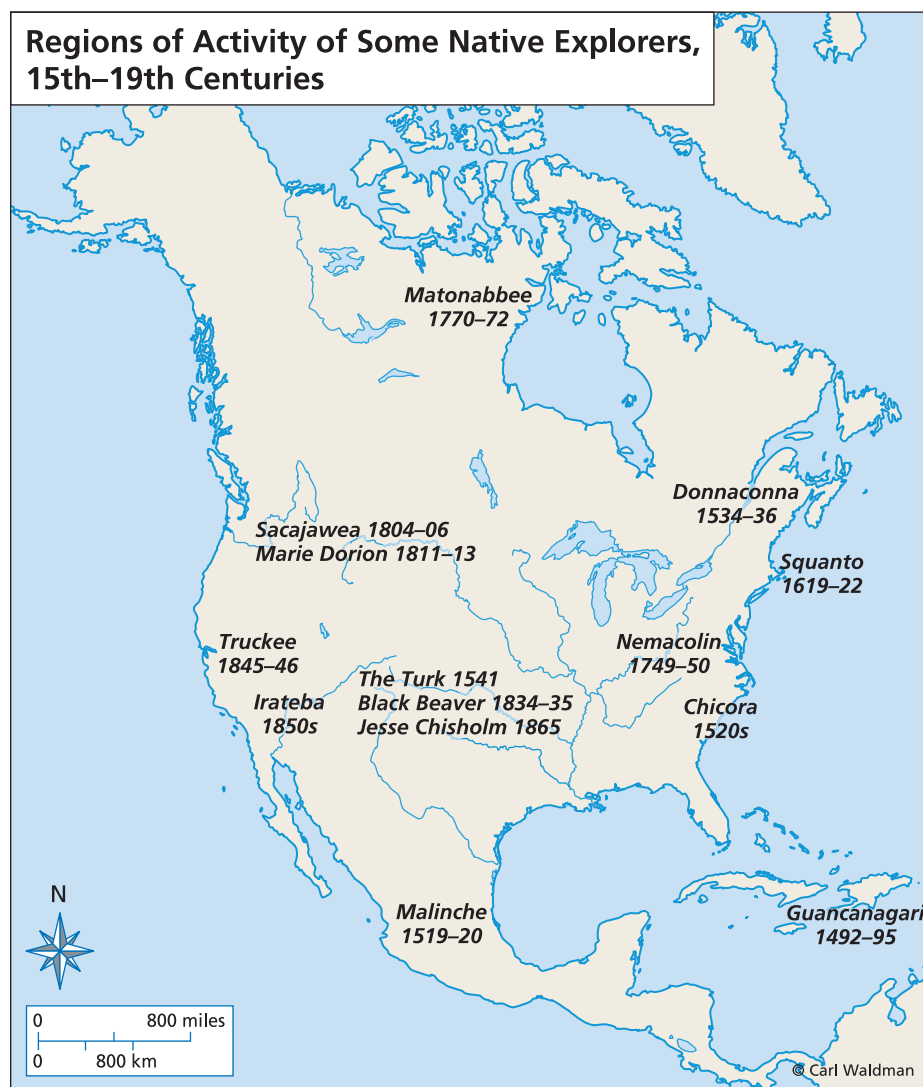 Regions of Activity of Some Native Explorers,
15th–19th Centuries
Matonabbee
1770–72
Donnaconna
1534–36
Sacajawea 1804–06
Marie Dorion 1811–13
Squanto
1619–22
Truckee
1845–46
Nemacolin
1749–50
The Turk 1541
Black Beaver 1834–35
Jesse Chisholm 1865
Irateba
1850s
Chicora
1520s
Malinche
1519–20
Guancanagari
1492–95
N
0 800 miles
0 800 km
© Carl Waldman